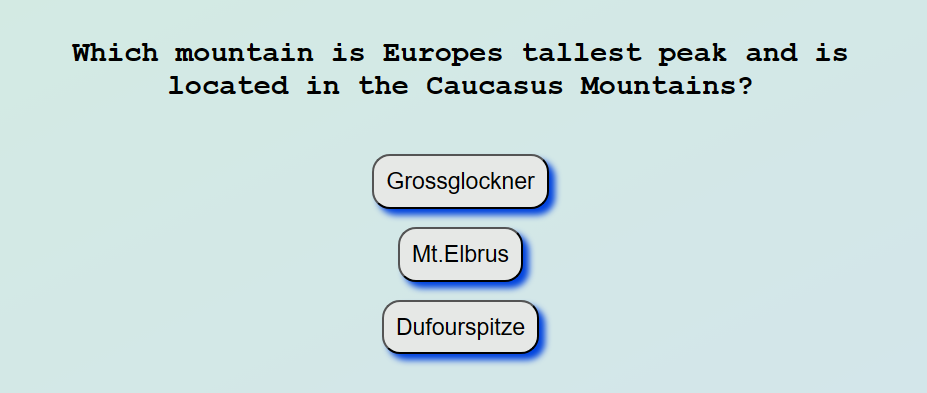 Which mountain is Europes tallest peak and is
located in the Caucasus Mountains?
Grossglockner
Mt.Elbrus
Dufourspitze